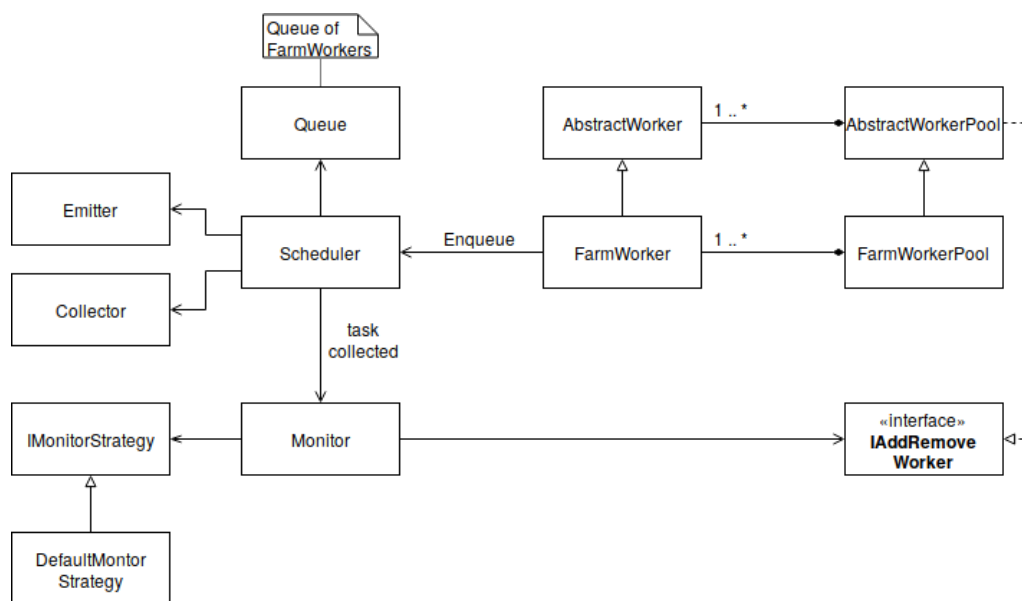 Queue of
FarmWorkers
Queue
AbstractWorker
1 .. *
AbstractWorkerPool
Emitter
Scheduler
Enqueue
FarmWorker
1 .. *
FarmWorkerPool
Collector
task
collected
IMonitorStrategy
Monitor
«interface»
IAddRemove
Worker
DefaultMontor
Strategy